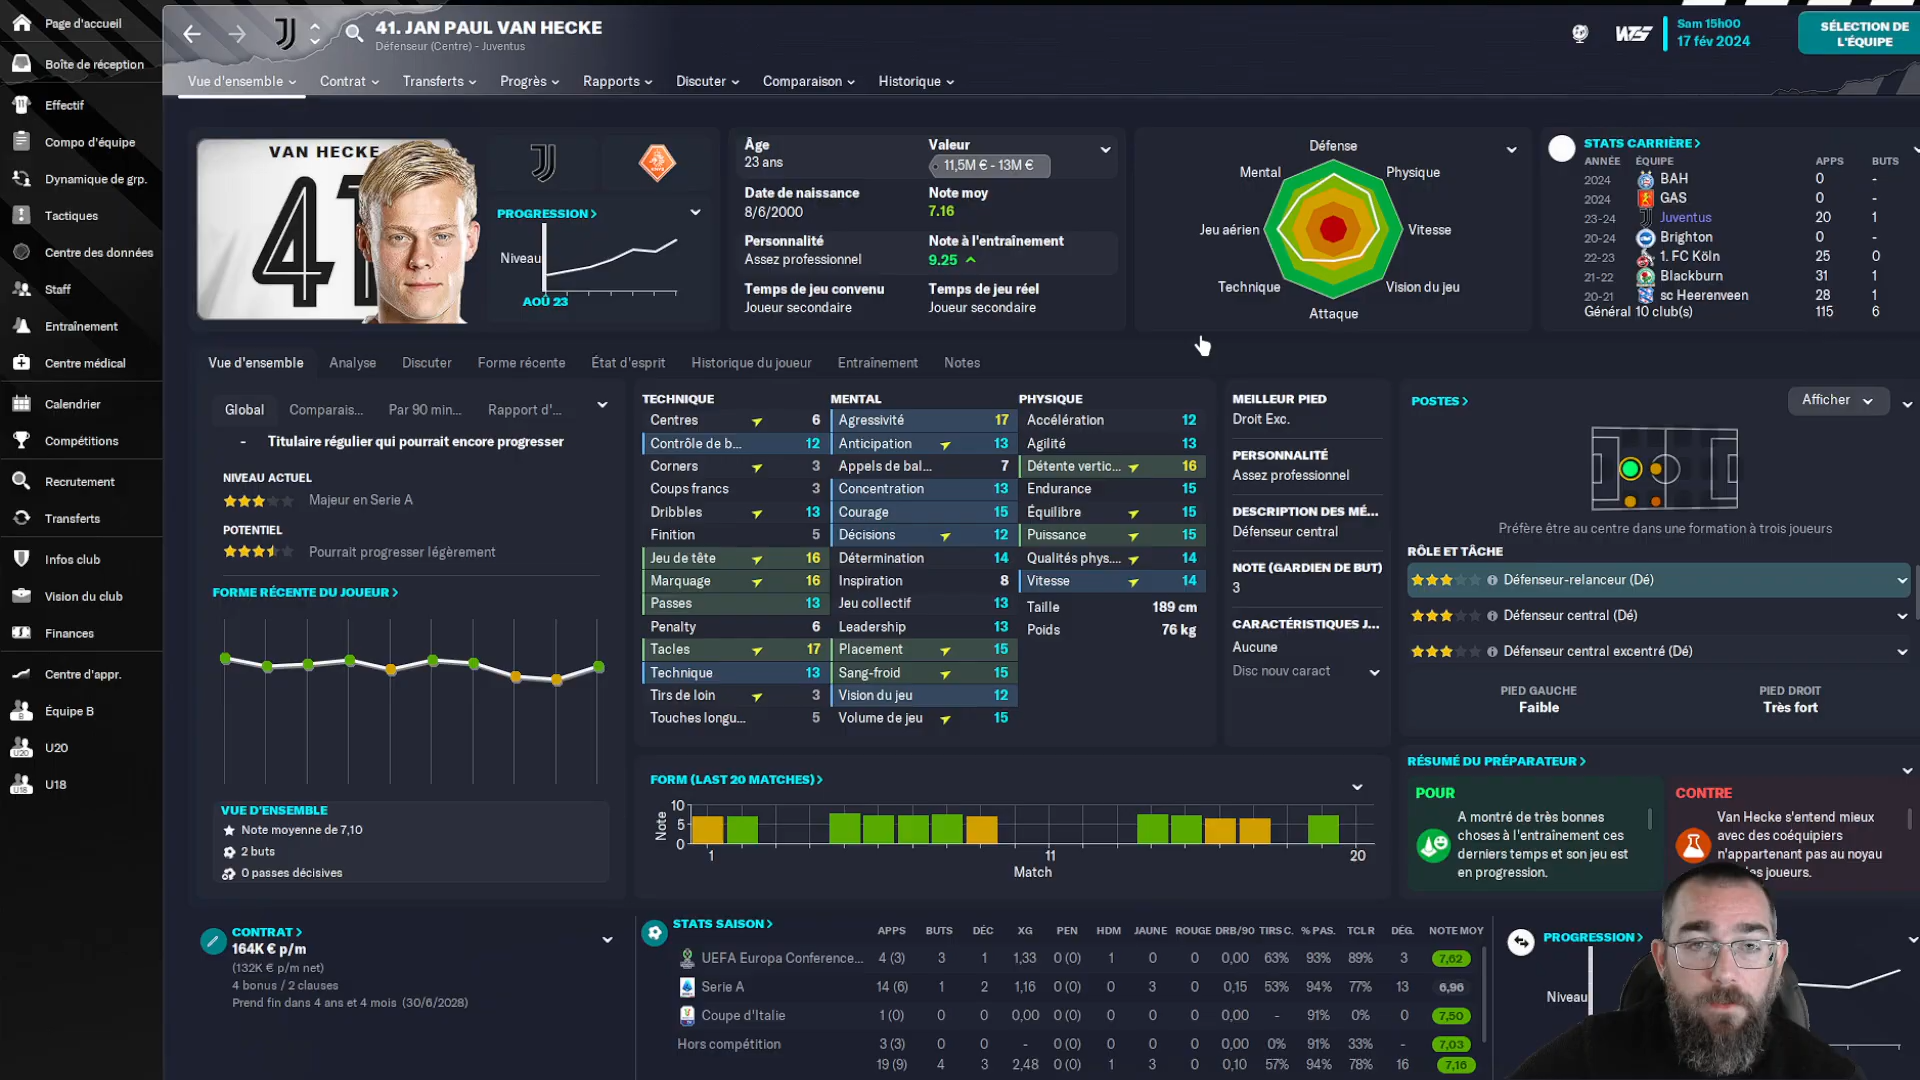 Page d'accueil
Boîte de réception
Effectif
Compo d'équipe
Dynamique de grp.
Tactiques
Centre des données
Staff
Entraînement
Centre médical
Calendrier
Compétitions
Recrutement
Transferts
Infos club
Vision du club
Finances
Centre d'appr.
Équipe B
U20
U18
41. JAN PAUL VAN HECKE
Défenseur (Centre) - Juventus
Sam 15h00
17 fév 2024
SÉLECTION DE
L'ÉQUIPE
Vue d'ensemble Contrat Transferts Progrès Rapports Discuter Comparaison Historique
VAN HECKE
41
PROGRESSION
Niveau
AOÛ 23
Âge
23 ans
Date de naissance
8/6/2000
Personnalité
Assez professionnel
Temps de jeu convenu
Joueur secondaire
Valeur
11,5M € - 13M €
Note moy
7.16
Note à l'entraînement
9.25
Temps de jeu réel
Joueur secondaire
Défense
Mental Physique
Jeu aérien Vitesse
Technique Vision du jeu
Attaque
STATS CARRIÈRE
ANNÉE ÉQUIPE APPS BUTS
2024 BAH 0 -
2024 GAS 0 -
23-24 Juventus 20 1
20-24 Brighton 0 -
22-23 1. FC Köln 25 0
21-22 Blackburn 31 1
20-21 sc Heerenveen 28 1
Général 10 club(s) 115 6
Vue d'ensemble Analyse Discuter Forme récente État d'esprit Historique du joueur Entraînement Notes
Global Comparais... Par 90 min... Rapport d'...
- Titulaire régulier qui pourrait encore progresser
NIVEAU ACTUEL
Majeur en Serie A
POTENTIEL
Pourrait progresser légèrement
FORME RÉCENTE DU JOUEUR
VUE D'ENSEMBLE
Note moyenne de 7,10
2 buts
0 passes décisives
TECHNIQUE
Centres 6
Contrôle de b... 12
Corners 3
Coups francs 3
Dribbles 13
Finition 5
Jeu de tête 16
Marquage 16
Passes 13
Penalty 6
Tacles 17
Technique 13
Tirs de loin 3
Touches longu... 5
MENTAL
Agressivité 17
Anticipation 13
Appels de bal... 7
Concentration 13
Courage 15
Décisions 12
Détermination 14
Inspiration 8
Jeu collectif 13
Leadership 13
Placement 15
Sang-froid 15
Vision du jeu 12
Volume de jeu 15
PHYSIQUE
Accélération 12
Agilité 13
Détente vertic... 16
Endurance 15
Équilibre 15
Puissance 15
Qualités phys.... 14
Vitesse 14
Taille 189 cm
Poids 76 kg
MEILLEUR PIED
Droit Exc.
PERSONNALITÉ
Assez professionnel
DESCRIPTION DES MÉ...
Défenseur central
NOTE (GARDIEN DE BUT)
3
CARACTÉRISTIQUES J...
Aucune
Disc nouv caract
POSTES
Afficher
Préfère être au centre dans une formation à trois joueurs
RÔLE ET TÂCHE
Défenseur-relanceur (Dé)
Défenseur central (Dé)
Défenseur central excentré (Dé)
PIED GAUCHE
Faible
PIED DROIT
Très fort
FORM (LAST 20 MATCHES)
Note
10
5
0
1 11 20
Match
RÉSUMÉ DU PRÉPARATEUR
POUR
A montré de très bonnes
choses à l'entraînement ces
derniers temps et son jeu est
en progression.
CONTRE
Van Hecke s'entend mieux
avec des coéquipiers
n'appartenant pas au noyau
joueurs.
CONTRAT
164K € p/m
(132K € p/m net)
4 bonus / 2 clauses
Prend fin dans 4 ans et 4 mois (30/6/2028)
STATS SAISON APPS BUTS DÉC XG PEN HDM JAUNE ROUGE DRB/90 TIRS C. % PAS. TCL R DÉG. NOTE MOY
UEFA Europa Conference... 4 (3) 3 1 1,33 0 (0) 1 0 0 0,00 63% 93% 89% 3 7,62
Serie A 14 (6) 1 2 1,16 0 (0) 0 3 0 0,15 53% 94% 77% 13 6,96
Coupe d'Italie 1 (0) 0 0 0,00 0 (0) 0 0 0 0,00 - 91% 0% 0 7,50
Hors compétition 3 (3) 0 0 - 0 (0) 0 0 0 0,00 0% 91% 33% - 7,03
19 (9) 4 3 2,48 0 (0) 1 3 0 0,10 57% 94% 78% 16 7,16
PROGRESSION
Niveau